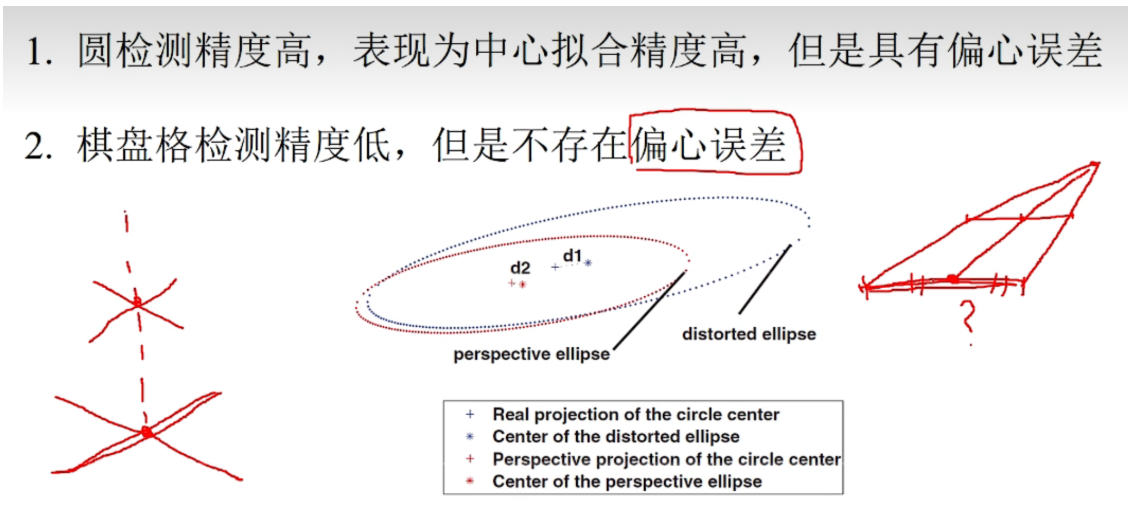 1. 圆检测精度高，表现为中心拟合精度高，但是具有偏心误差
2. 棋盘格检测精度低，但是不存在偏心误差
d1
d2
distorted ellipse
perspective ellipse
?
+ Real projection of the circle center
* Center of the distorted ellipse
+ Perspective projection of the circle center
* Center of the perspective ellipse